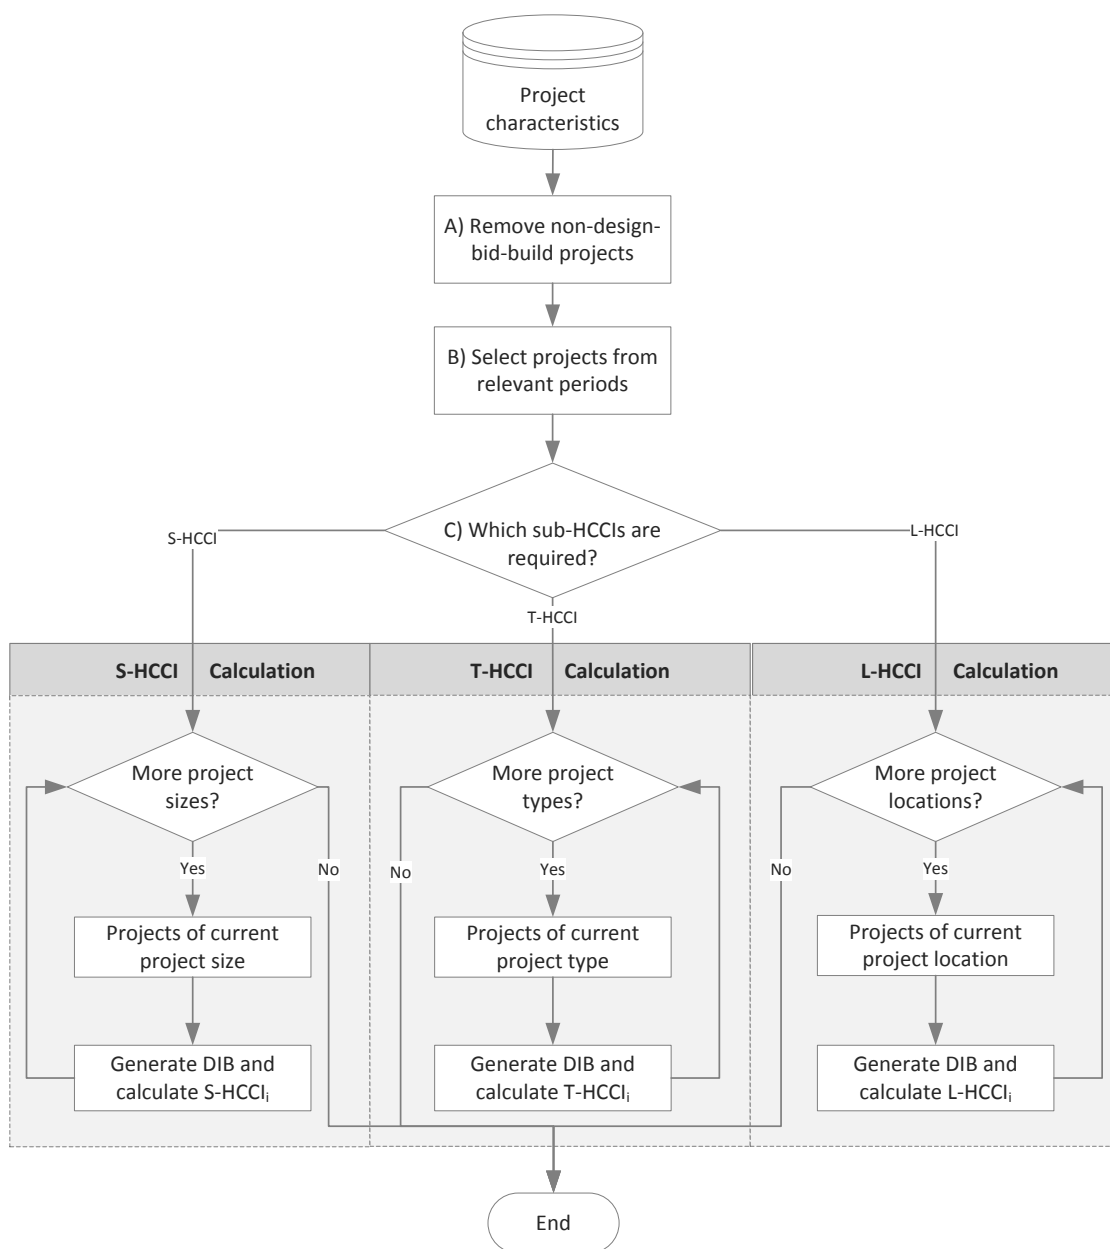 Project
characteristics
A) Remove non-design-
bid-build projects
B) Select projects from
relevant periods
C) Which sub-HCCIs are
required?
S-HCCI
L-HCCI
T-HCCI
S-HCCI Calculation
T-HCCI Calculation
L-HCCI Calculation
More project
sizes?
More project
types?
More project
locations?
Yes
No
No
Yes
No
Yes
Projects of current
project size
Projects of current
project type
Projects of current
project location
Generate DIB and
calculate S-HCCIi
Generate DIB and
calculate T-HCCIi
Generate DIB and
calculate L-HCCIi
End